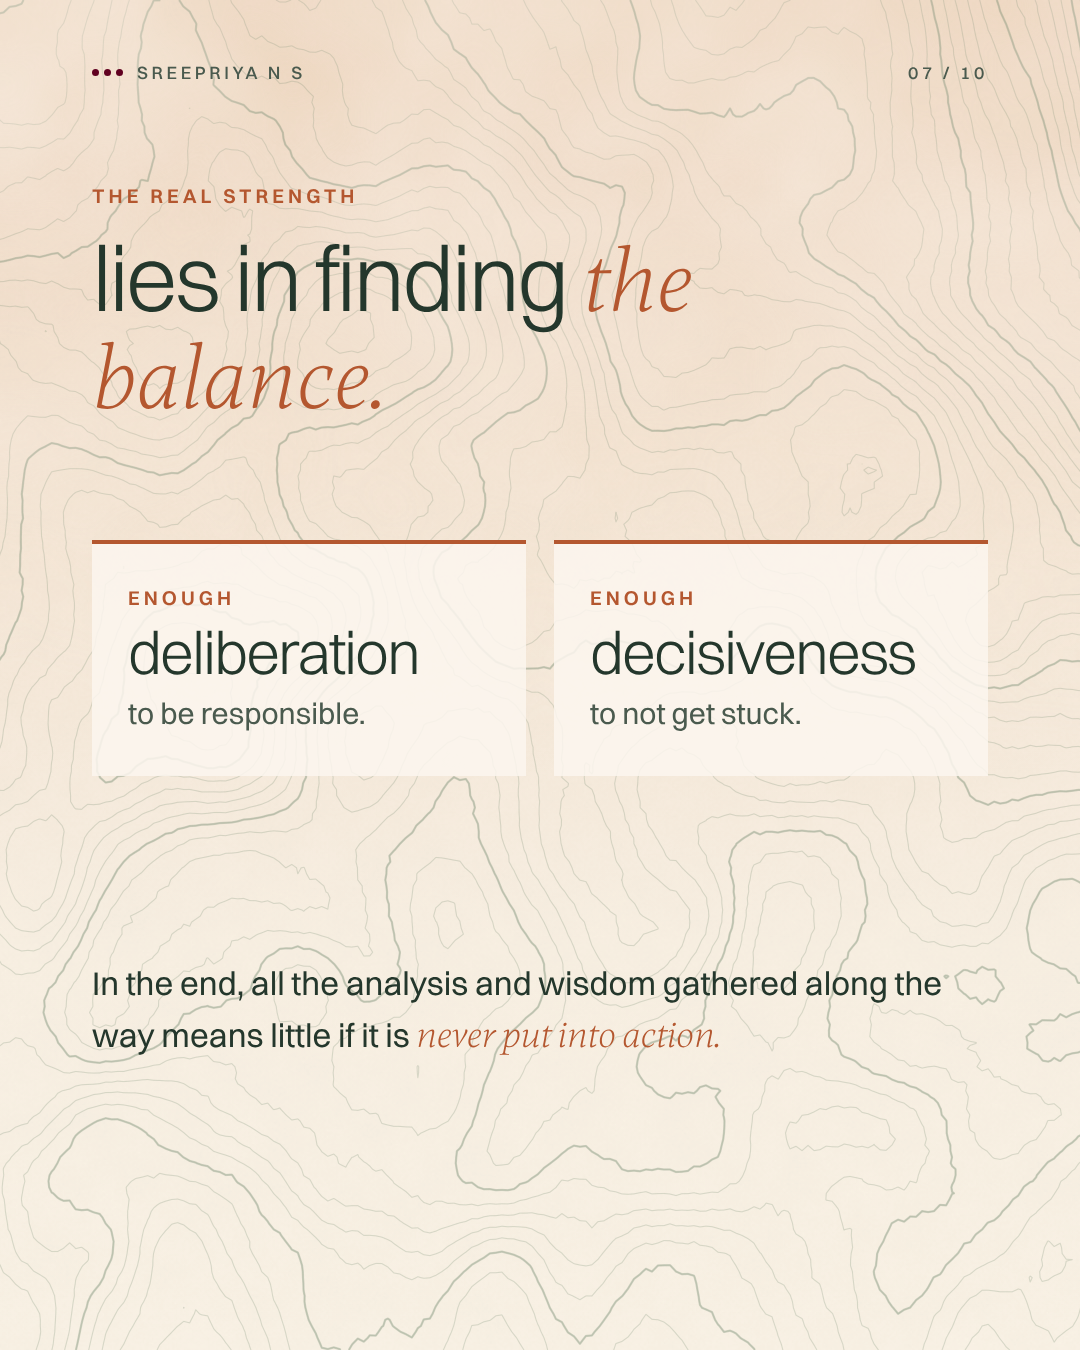 SREEPRIYA N S
07 / 10
THE REAL STRENGTH
lies in finding the
balance.
ENOUGH
deliberation
to be responsible.
ENOUGH
decisiveness
to not get stuck.
In the end, all the analysis and wisdom gathered along the
way means little if it is never put into action.